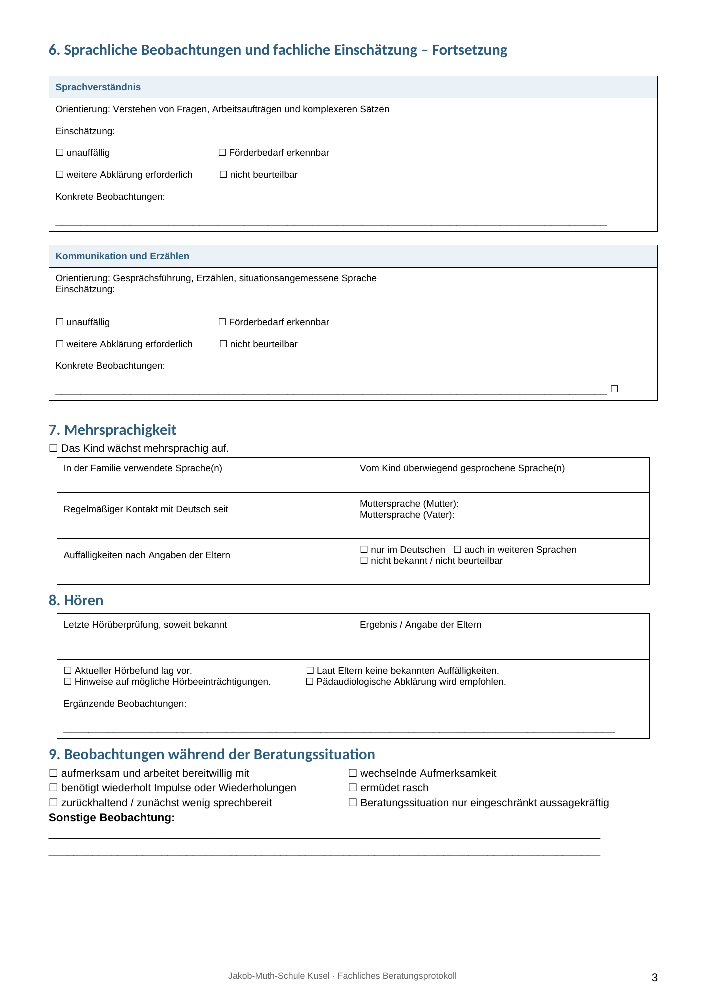 6. Sprachliche Beobachtungen und fachliche Einschätzung – Fortsetzung
Sprachverständnis
Orientierung: Verstehen von Fragen, Arbeitsaufträgen und komplexeren Sätzen
Einschätzung:
☐ unauffällig ☐ Förderbedarf erkennbar
☐ weitere Abklärung erforderlich ☐ nicht beurteilbar
Konkrete Beobachtungen:
Kommunikation und Erzählen
Orientierung: Gesprächsführung, Erzählen, situationsangemessene Sprache
Einschätzung:
☐ unauffällig ☐ Förderbedarf erkennbar
☐ weitere Abklärung erforderlich ☐ nicht beurteilbar
Konkrete Beobachtungen:
☐
7. Mehrsprachigkeit
☐ Das Kind wächst mehrsprachig auf.
In der Familie verwendete Sprache(n)
Vom Kind überwiegend gesprochene Sprache(n)
Regelmäßiger Kontakt mit Deutsch seit
Muttersprache (Mutter):
Muttersprache (Vater):
Auffälligkeiten nach Angaben der Eltern
☐ nur im Deutschen ☐ auch in weiteren Sprachen
☐ nicht bekannt / nicht beurteilbar
8. Hören
Letzte Hörüberprüfung, soweit bekannt
Ergebnis / Angabe der Eltern
☐ Aktueller Hörbefund lag vor. ☐ Laut Eltern keine bekannten Auffälligkeiten.
☐ Hinweise auf mögliche Hörbeeinträchtigungen. ☐ Pädaudiologische Abklärung wird empfohlen.
Ergänzende Beobachtungen:
9. Beobachtungen während der Beratungssituation
☐ aufmerksam und arbeitet bereitwillig mit ☐ wechselnde Aufmerksamkeit
☐ benötigt wiederholt Impulse oder Wiederholungen ☐ ermüdet rasch
☐ zurückhaltend / zunächst wenig sprechbereit ☐ Beratungssituation nur eingeschränkt aussagekräftig
Sonstige Beobachtung:
Jakob-Muth-Schule Kusel · Fachliches Beratungsprotokoll
3